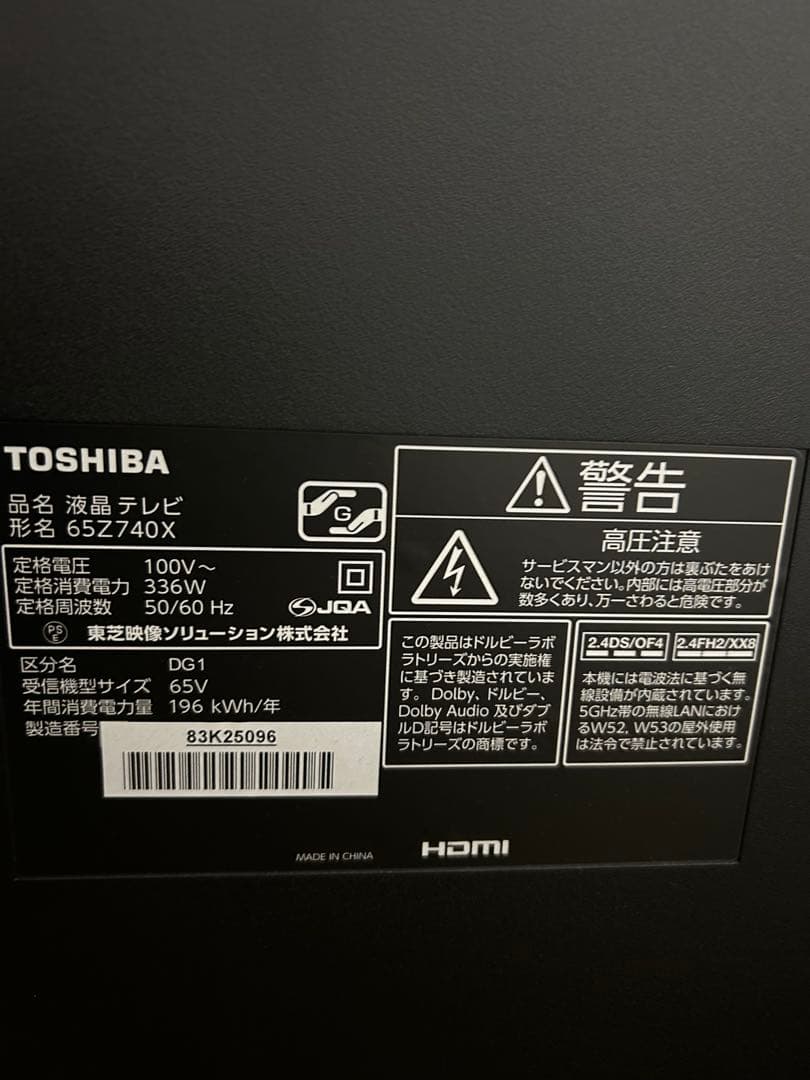 TOSHIBA
品名 液晶テレビ
形名 65Z740X
G
定格電圧 100V～
定格消費電力 336W
定格周波数 50/60 Hz
JQA
PS
E
東芝映像ソリューション株式会社
区分名 DG1
受信機型サイズ 65V
年間消費電力量 196 kWh/年
製造番号
83K25096
MADE IN CHINA
HDMI
警告
高圧注意
サービスマン以外の方は裏ぶたをあけ
ないでください。内部には高電圧部分が
数多くあり、万一さわると危険です。
この製品はドルビーラボ
ラトリーズからの実施権
に基づき製造されていま
す。Dolby、ドルビー、
Dolby Audio 及びダブ
ルD記号はドルビーラボ
ラトリーズの商標です。
2.4DS/OF4
2.4FH2/XX8
本機には電波法に基づく無
線設備が内蔵されています。
5GHz帯の無線LANにおけ
るW52, W53の屋外使用
は法令で禁止されています。